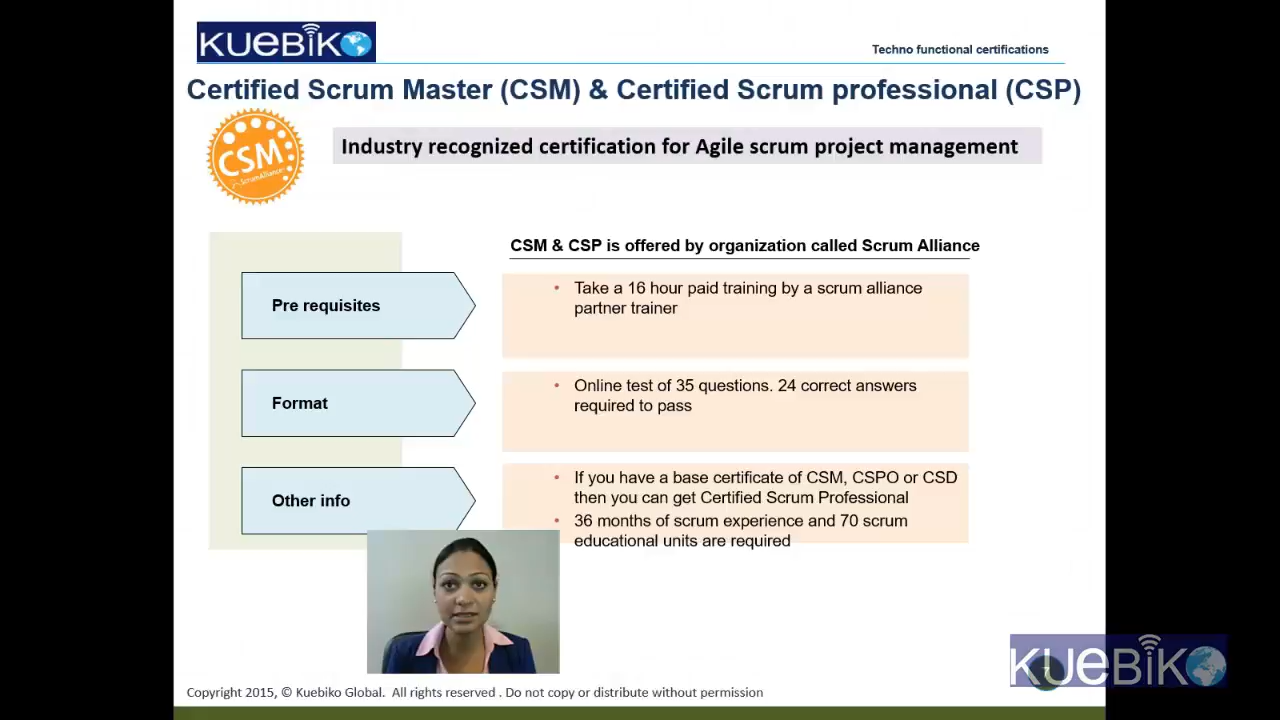 KUEBIKO
Techno functional certifications
Certified Scrum Master (CSM) & Certified Scrum professional (CSP)
CSM
ScrumAlliance
Industry recognized certification for Agile scrum project management
CSM & CSP is offered by organization called Scrum Alliance
Pre requisites
• Take a 16 hour paid training by a scrum alliance
partner trainer
Format
• Online test of 35 questions. 24 correct answers
required to pass
Other info
• If you have a base certificate of CSM, CSPO or CSD
then you can get Certified Scrum Professional
• 36 months of scrum experience and 70 scrum
educational units are required
KUEBIKO
Copyright 2015, © Kuebiko Global. All rights reserved . Do not copy or distribute without permission